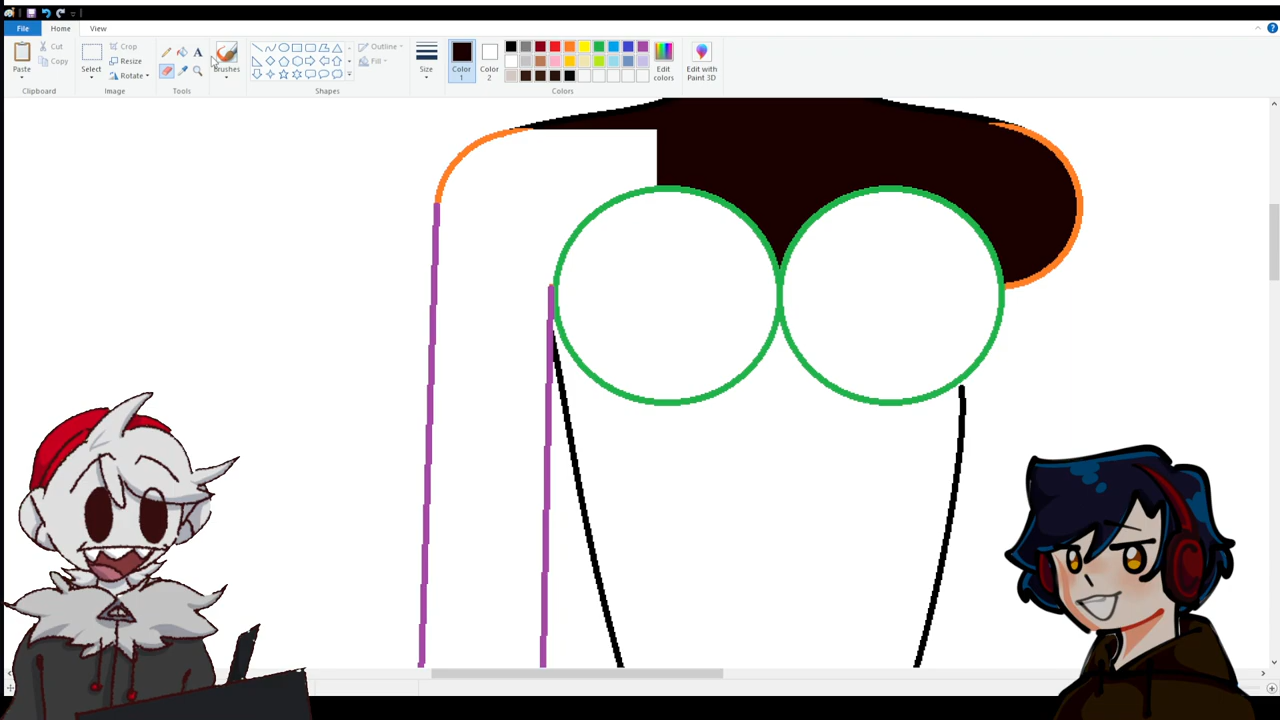 File Home View
Paste Cut Copy Select Crop Resize Rotate Brushes Outline Fill Size Color 1 Color 2 Edit colors Edit with Paint 3D
Clipboard Image Tools Shapes Colors